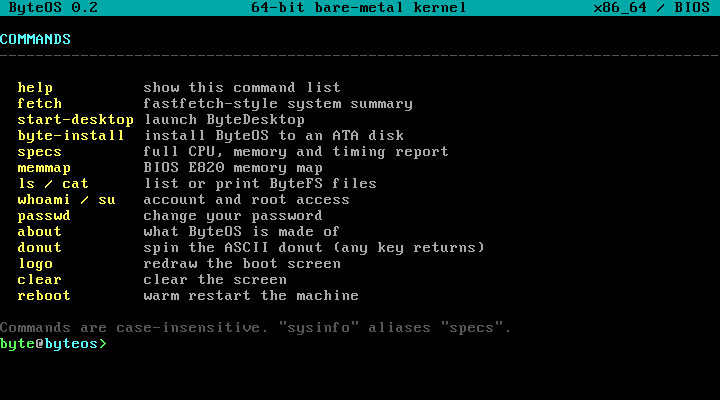 ByteOS 0.2 64-bit bare-metal kernel x86_64 / BIOS
COMMANDS
help show this command list
fetch fastfetch-style system summary
start-desktop launch ByteDesktop
byte-install install ByteOS to an ATA disk
specs full CPU, memory and timing report
memmap BIOS E820 memory map
ls / cat list or print ByteFS files
whoami / su account and root access
passwd change your password
about what ByteOS is made of
donut spin the ASCII donut (any key returns)
logo redraw the boot screen
clear clear the screen
reboot warm restart the machine
Commands are case-insensitive. "sysinfo" aliases "specs".
byte@byteos>